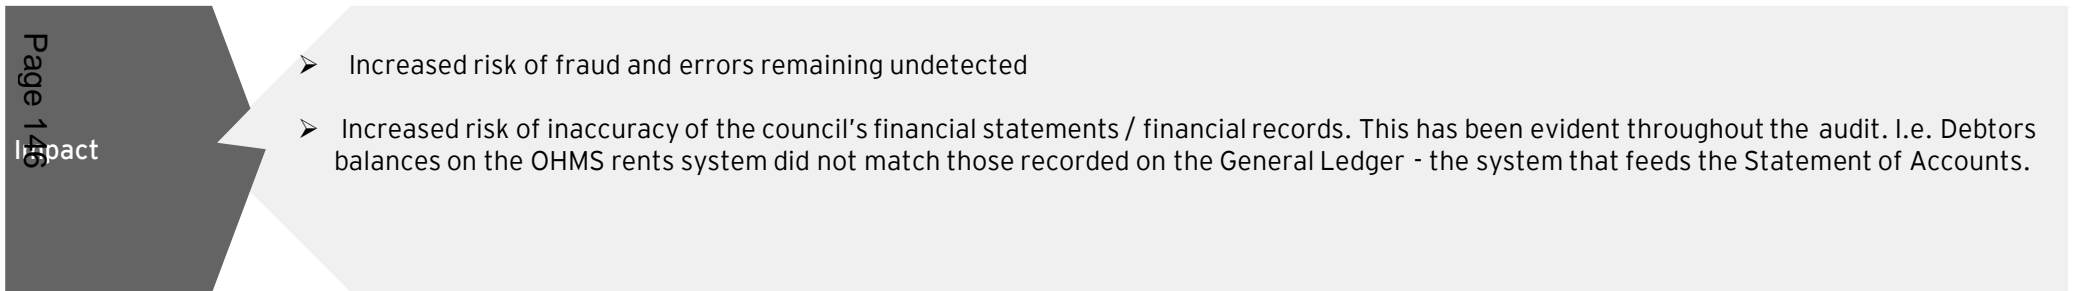 Page 146
Impact
➢ Increased risk of fraud and errors remaining undetected
➢ Increased risk of inaccuracy of the council's financial statements / financial records. This has been evident throughout the audit. I.e. Debtors
balances on the OHMS rents system did not match those recorded on the General Ledger - the system that feeds the Statement of Accounts.